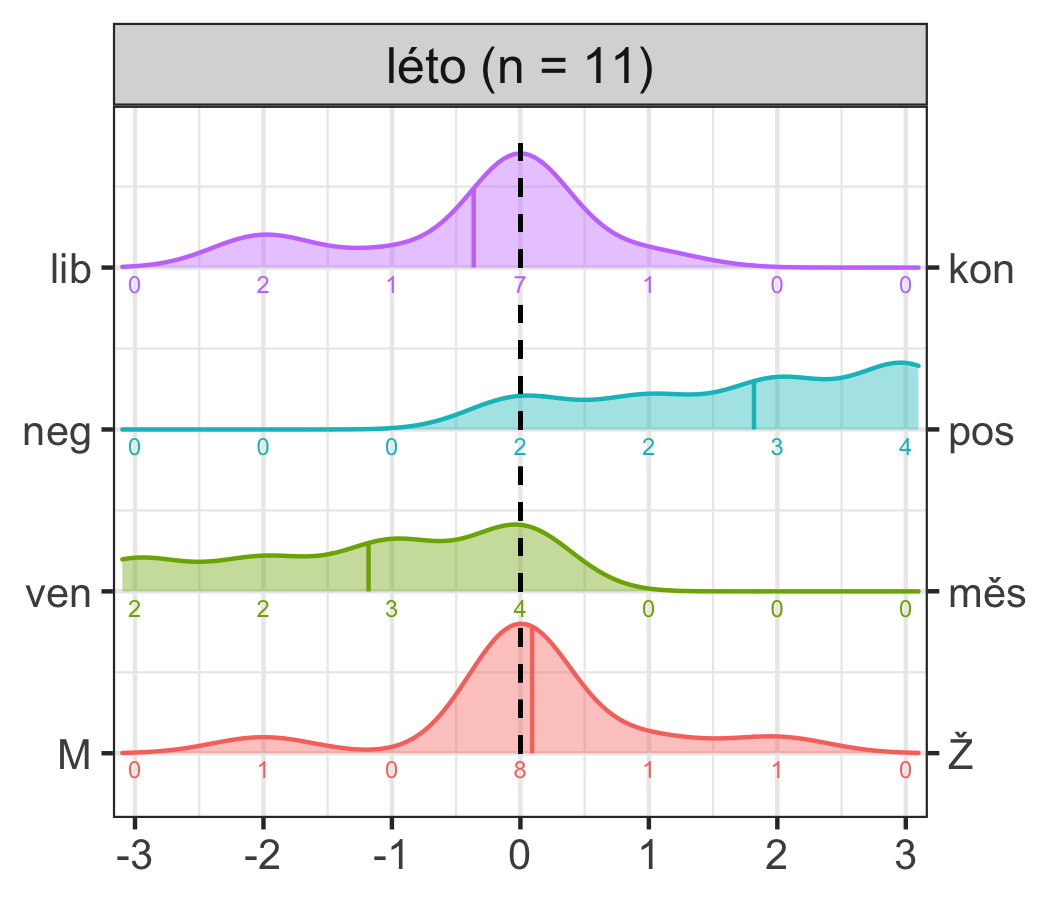 léto (n = 11)
lib kon
0 2 1 7 1 0 0
neg pos
0 0 0 2 2 3 4
ven měs
2 2 3 4 0 0 0
M Ž
0 1 0 8 1 1 0
-3 -2 -1 0 1 2 3